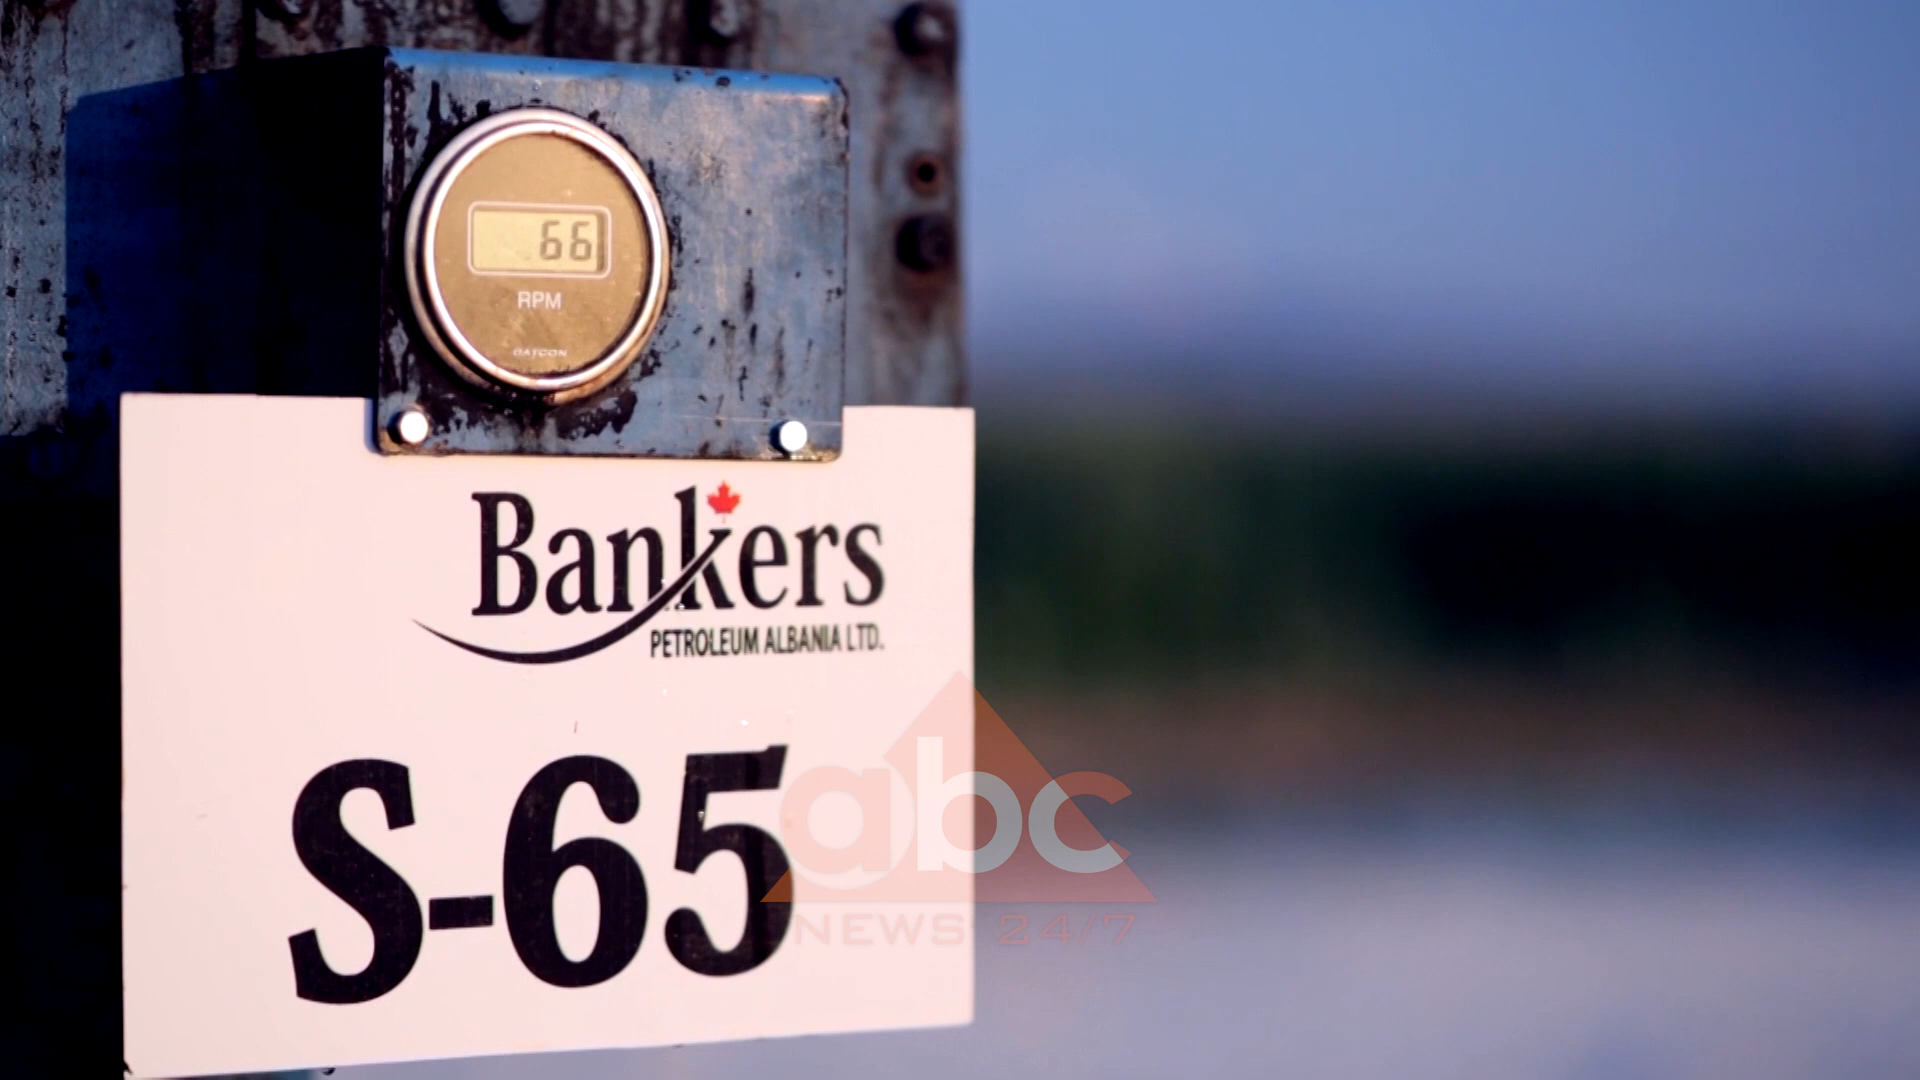 66
RPM
DATCON
Bankers
PETROLEUM ALBANIA LTD.
S-65
abc
NEWS 24/7